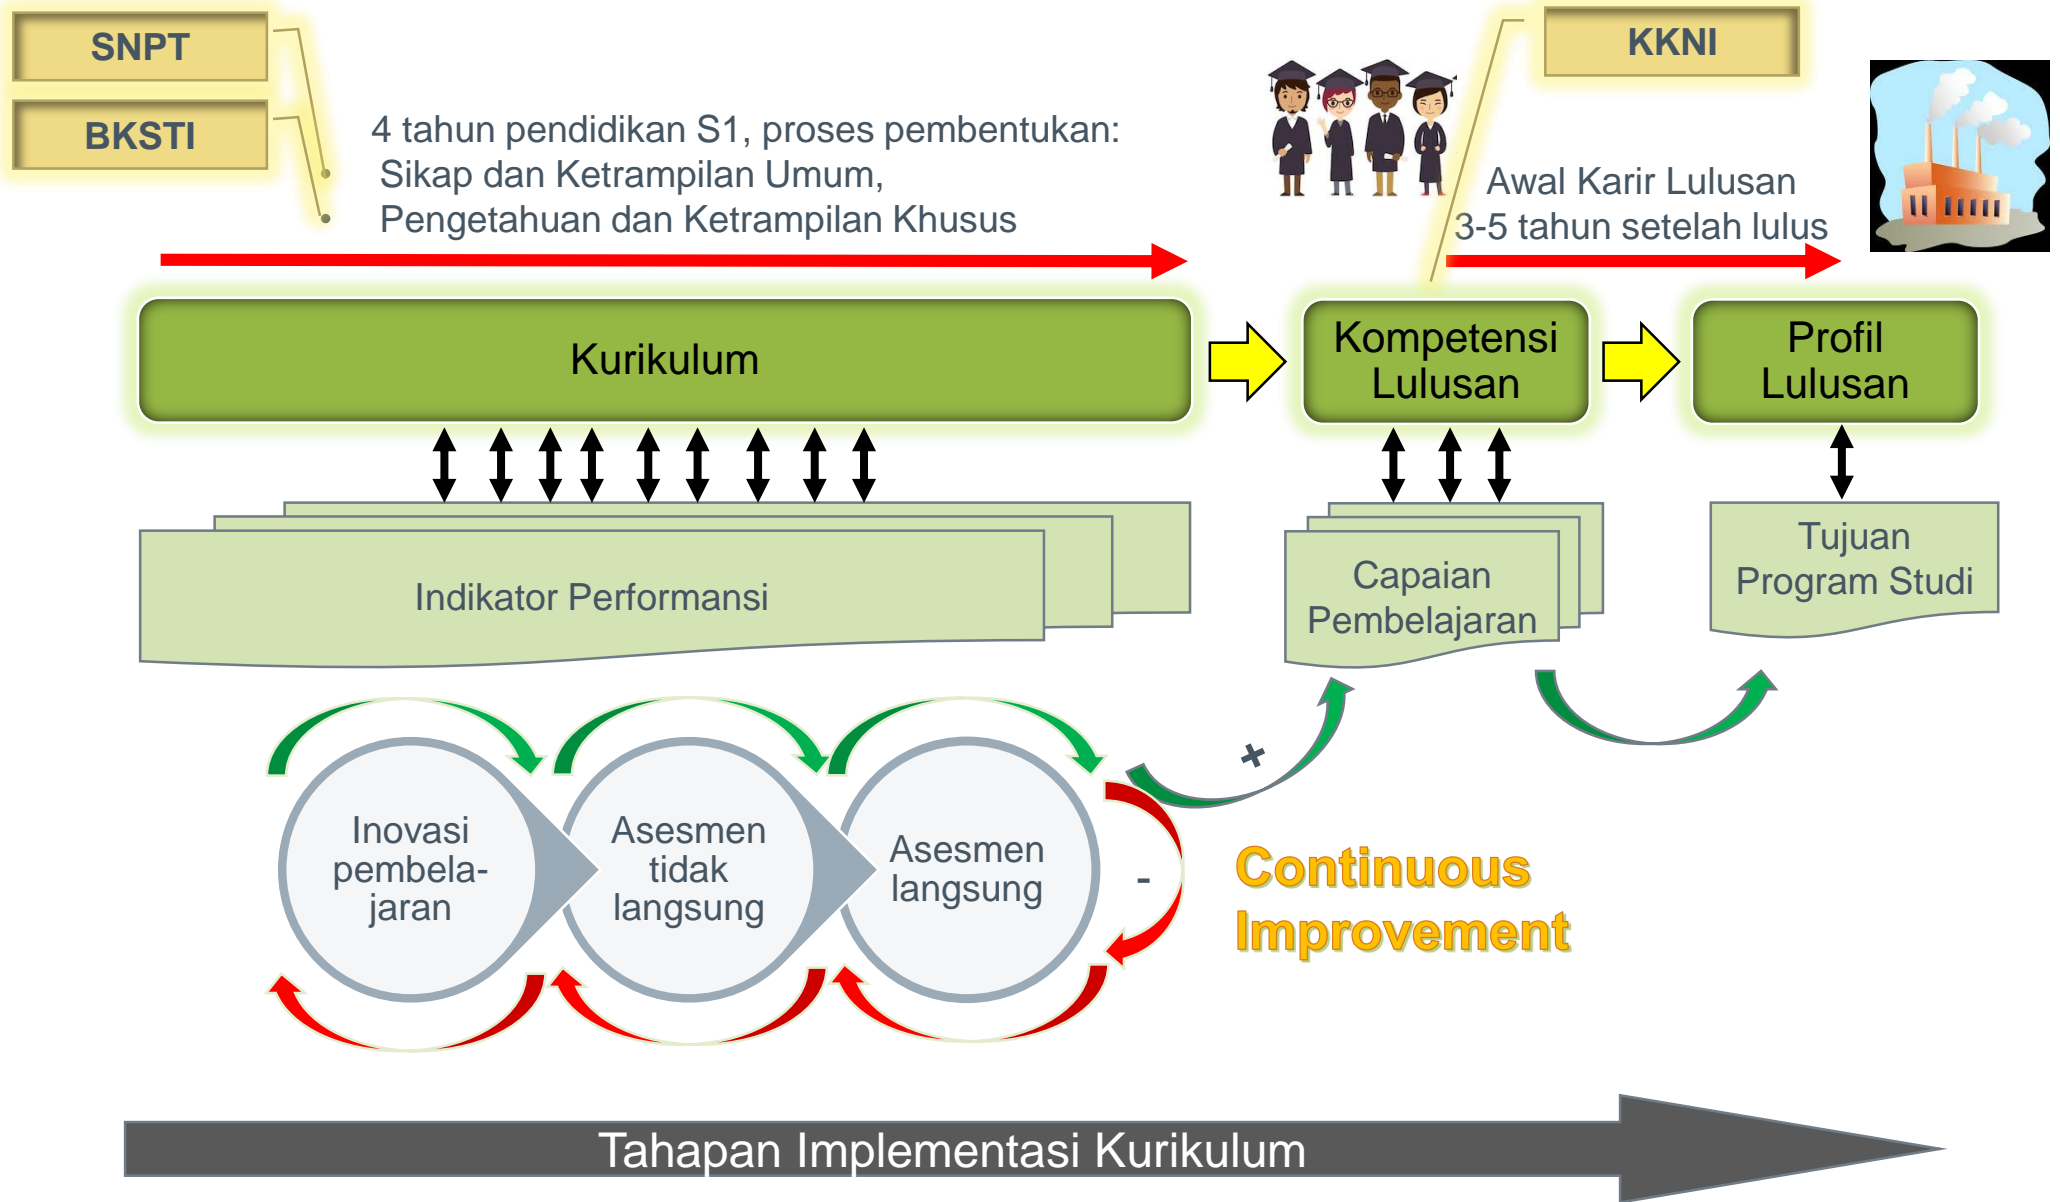 SNPT
BKSTI
4 tahun pendidikan S1, proses pembentukan:
Sikap dan Ketrampilan Umum,
Pengetahuan dan Ketrampilan Khusus
KKNI
Awal Karir Lulusan
3-5 tahun setelah lulus
Kurikulum
Kompetensi
Lulusan
Profil
Lulusan
Indikator Performansi
Capaian
Pembelajaran
Tujuan
Program Studi
Inovasi
pembela-
jaran
Asesmen
tidak
langsung
Asesmen
langsung
+
-
Continuous
Improvement
Tahapan Implementasi Kurikulum